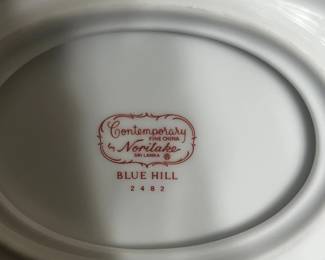 Contemporary
FINE CHINA
by Noritake
SRI LANKA ®
BLUE HILL
2482